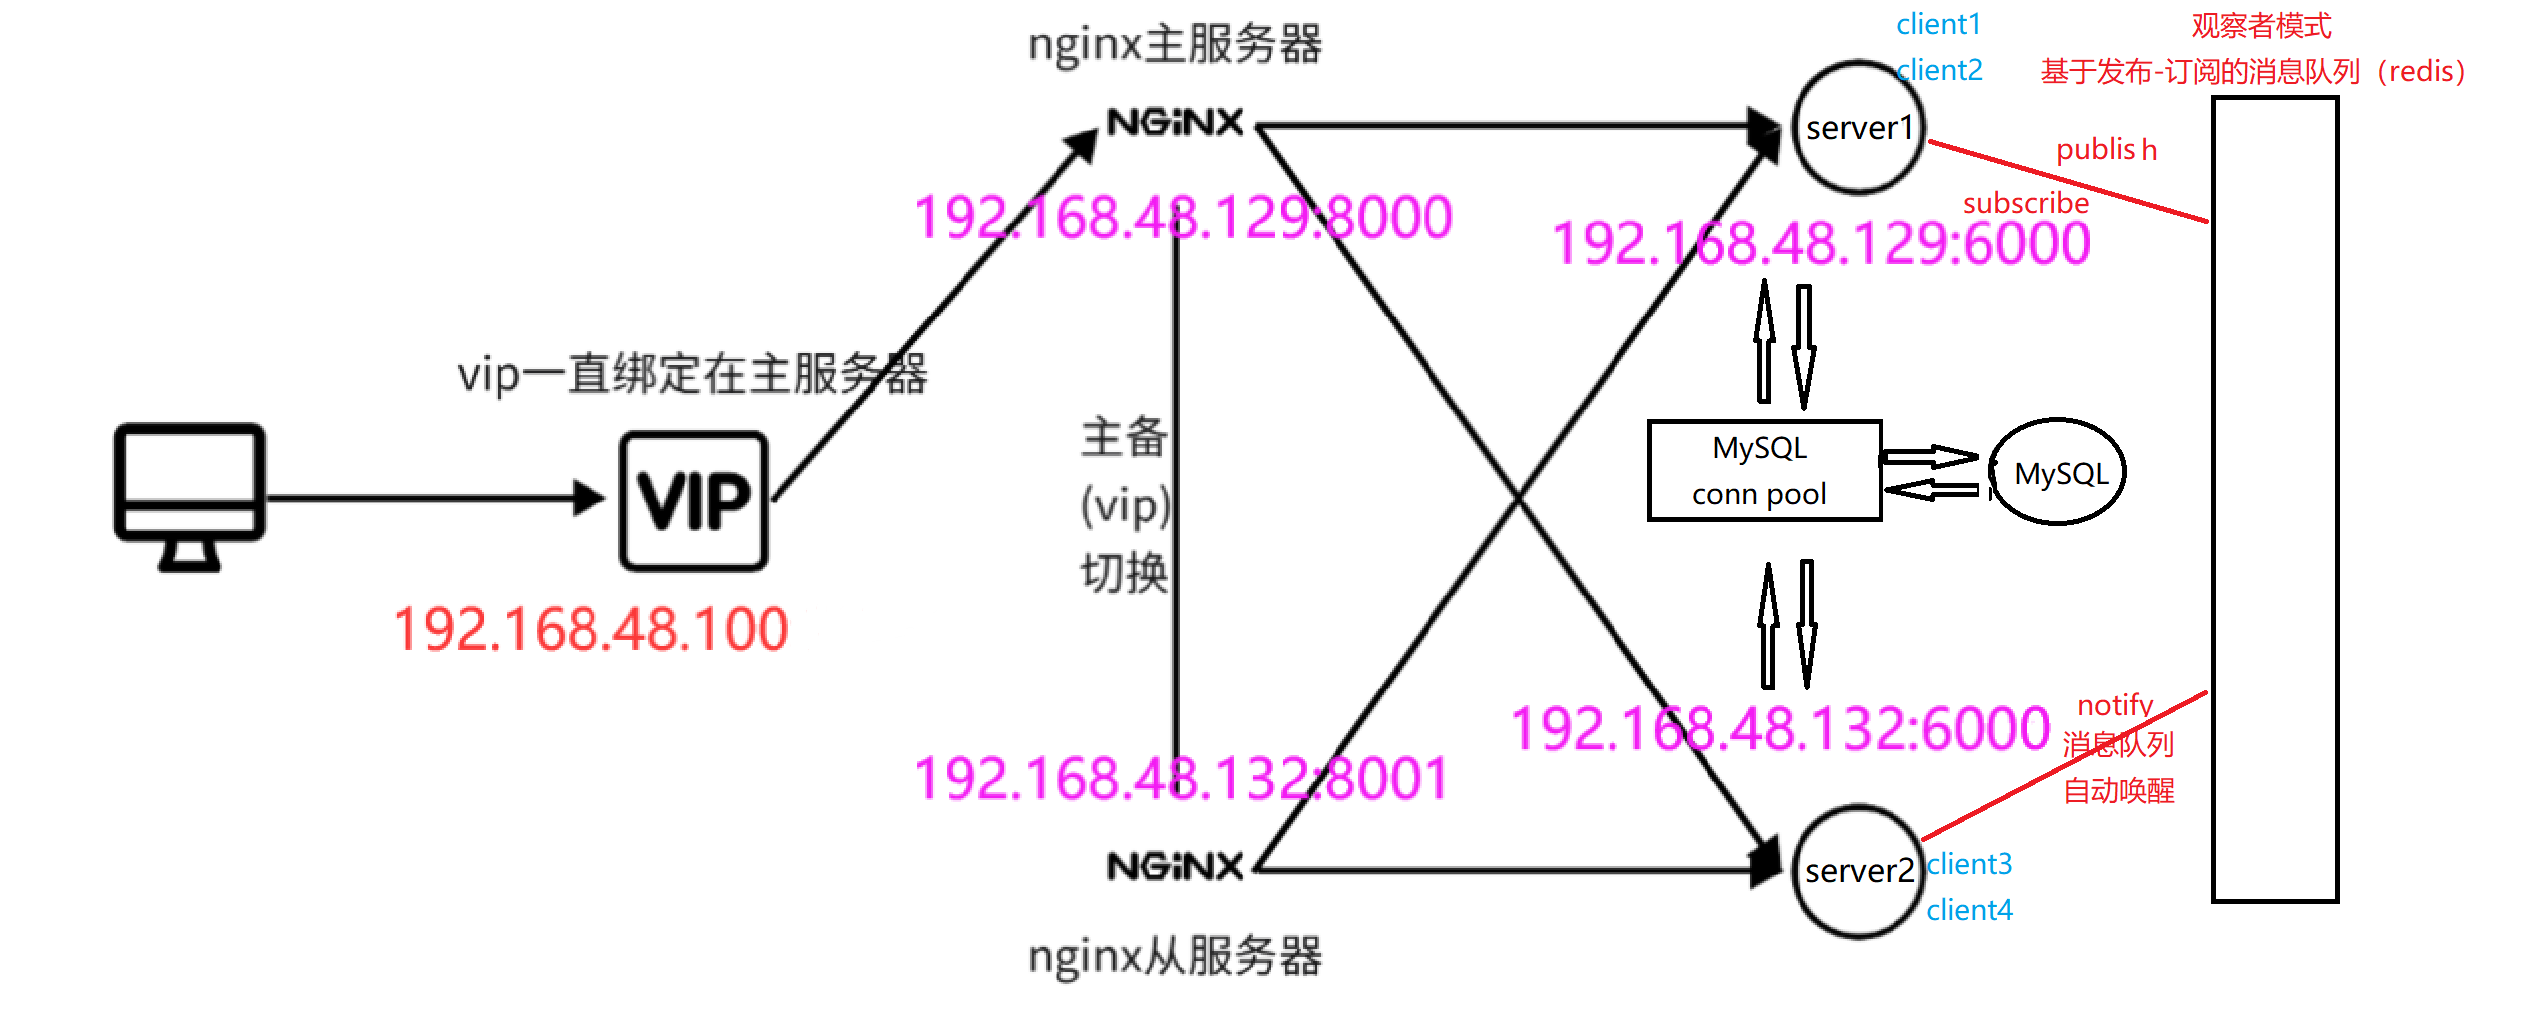 nginx主服务器
NGiNX
192.168.48.129:8000
client1
client2
server1
观察者模式
基于发布-订阅的消息队列（redis）
publis h
subscribe
192.168.48.129:6000
vip一直绑定在主服务器
VIP
192.168.48.100
主备
(vip)
切换
MySQL
conn pool
MySQL
192.168.48.132:8001
NGiNX
nginx从服务器
192.168.48.132:6000
notify
消息队列
自动唤醒
server2
client3
client4